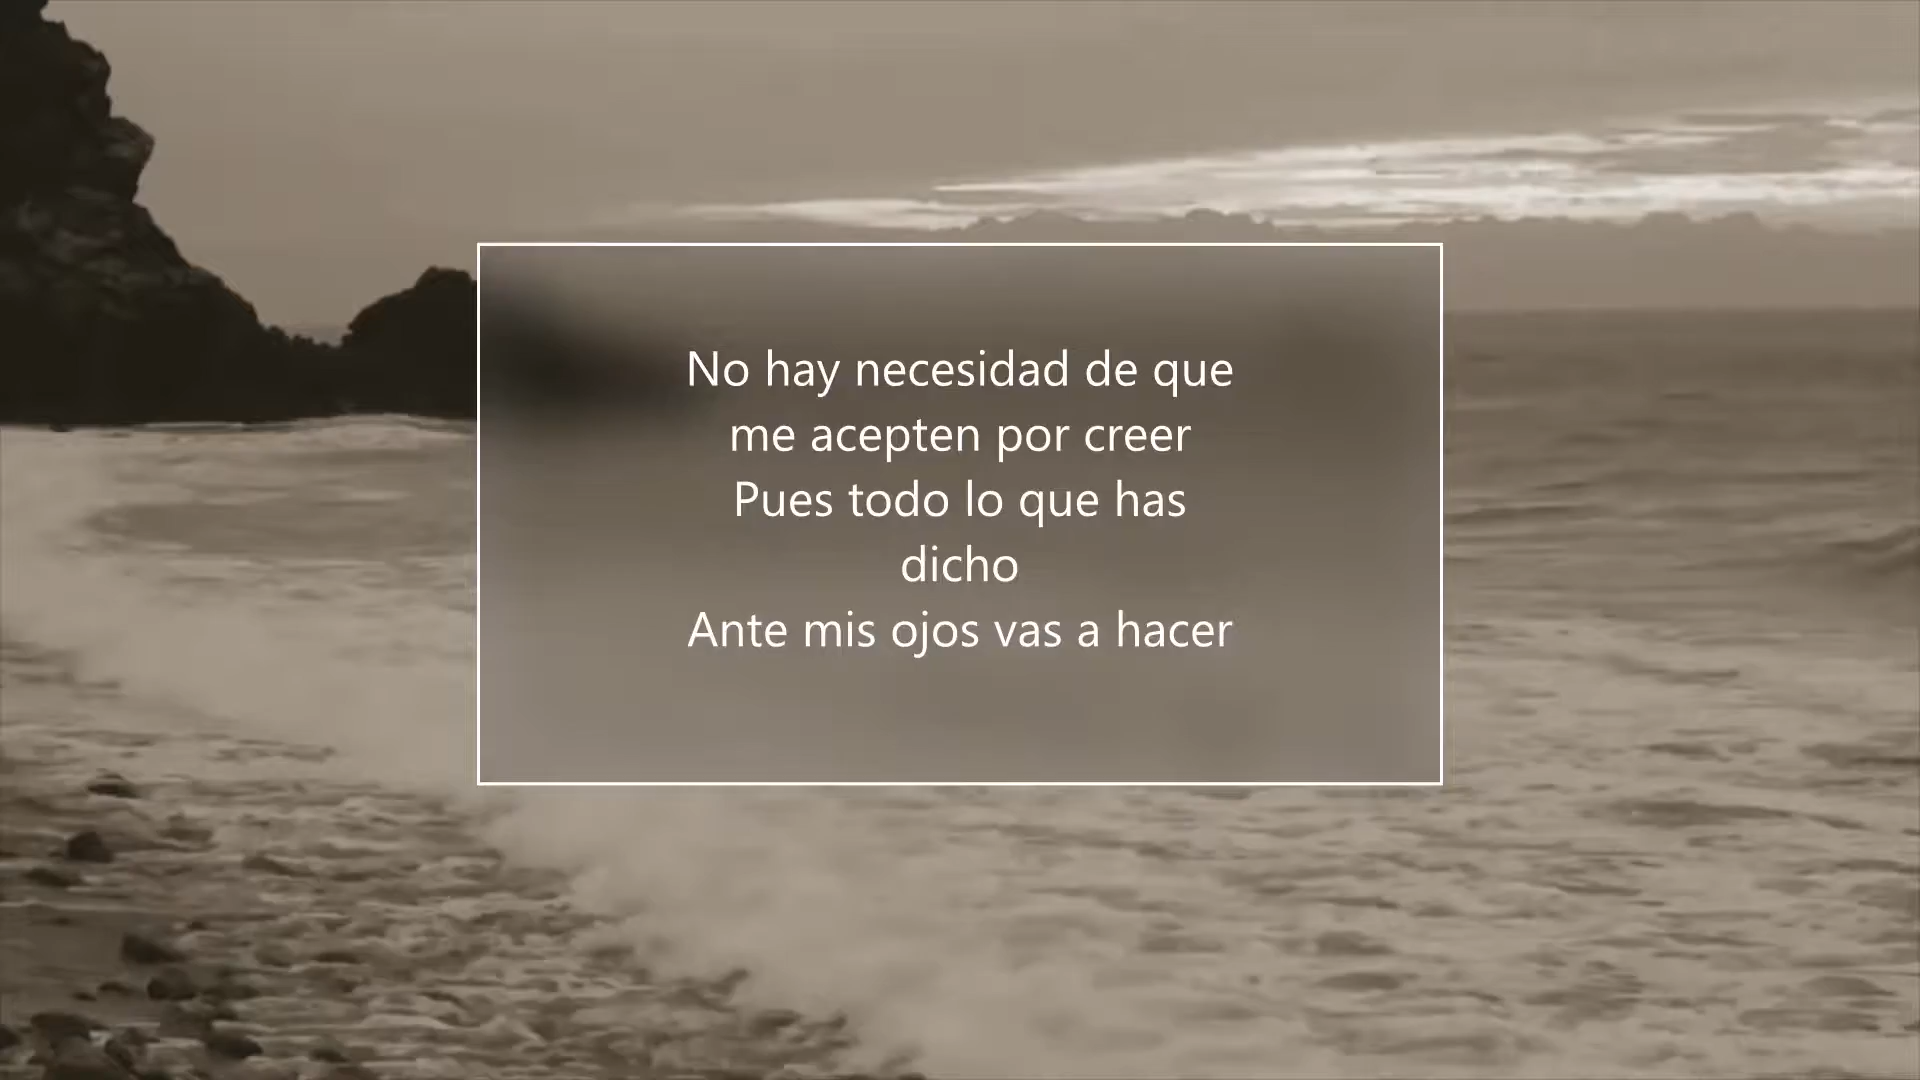 No hay necesidad de que
me acepten por creer
Pues todo lo que has
dicho
Ante mis ojos vas a hacer